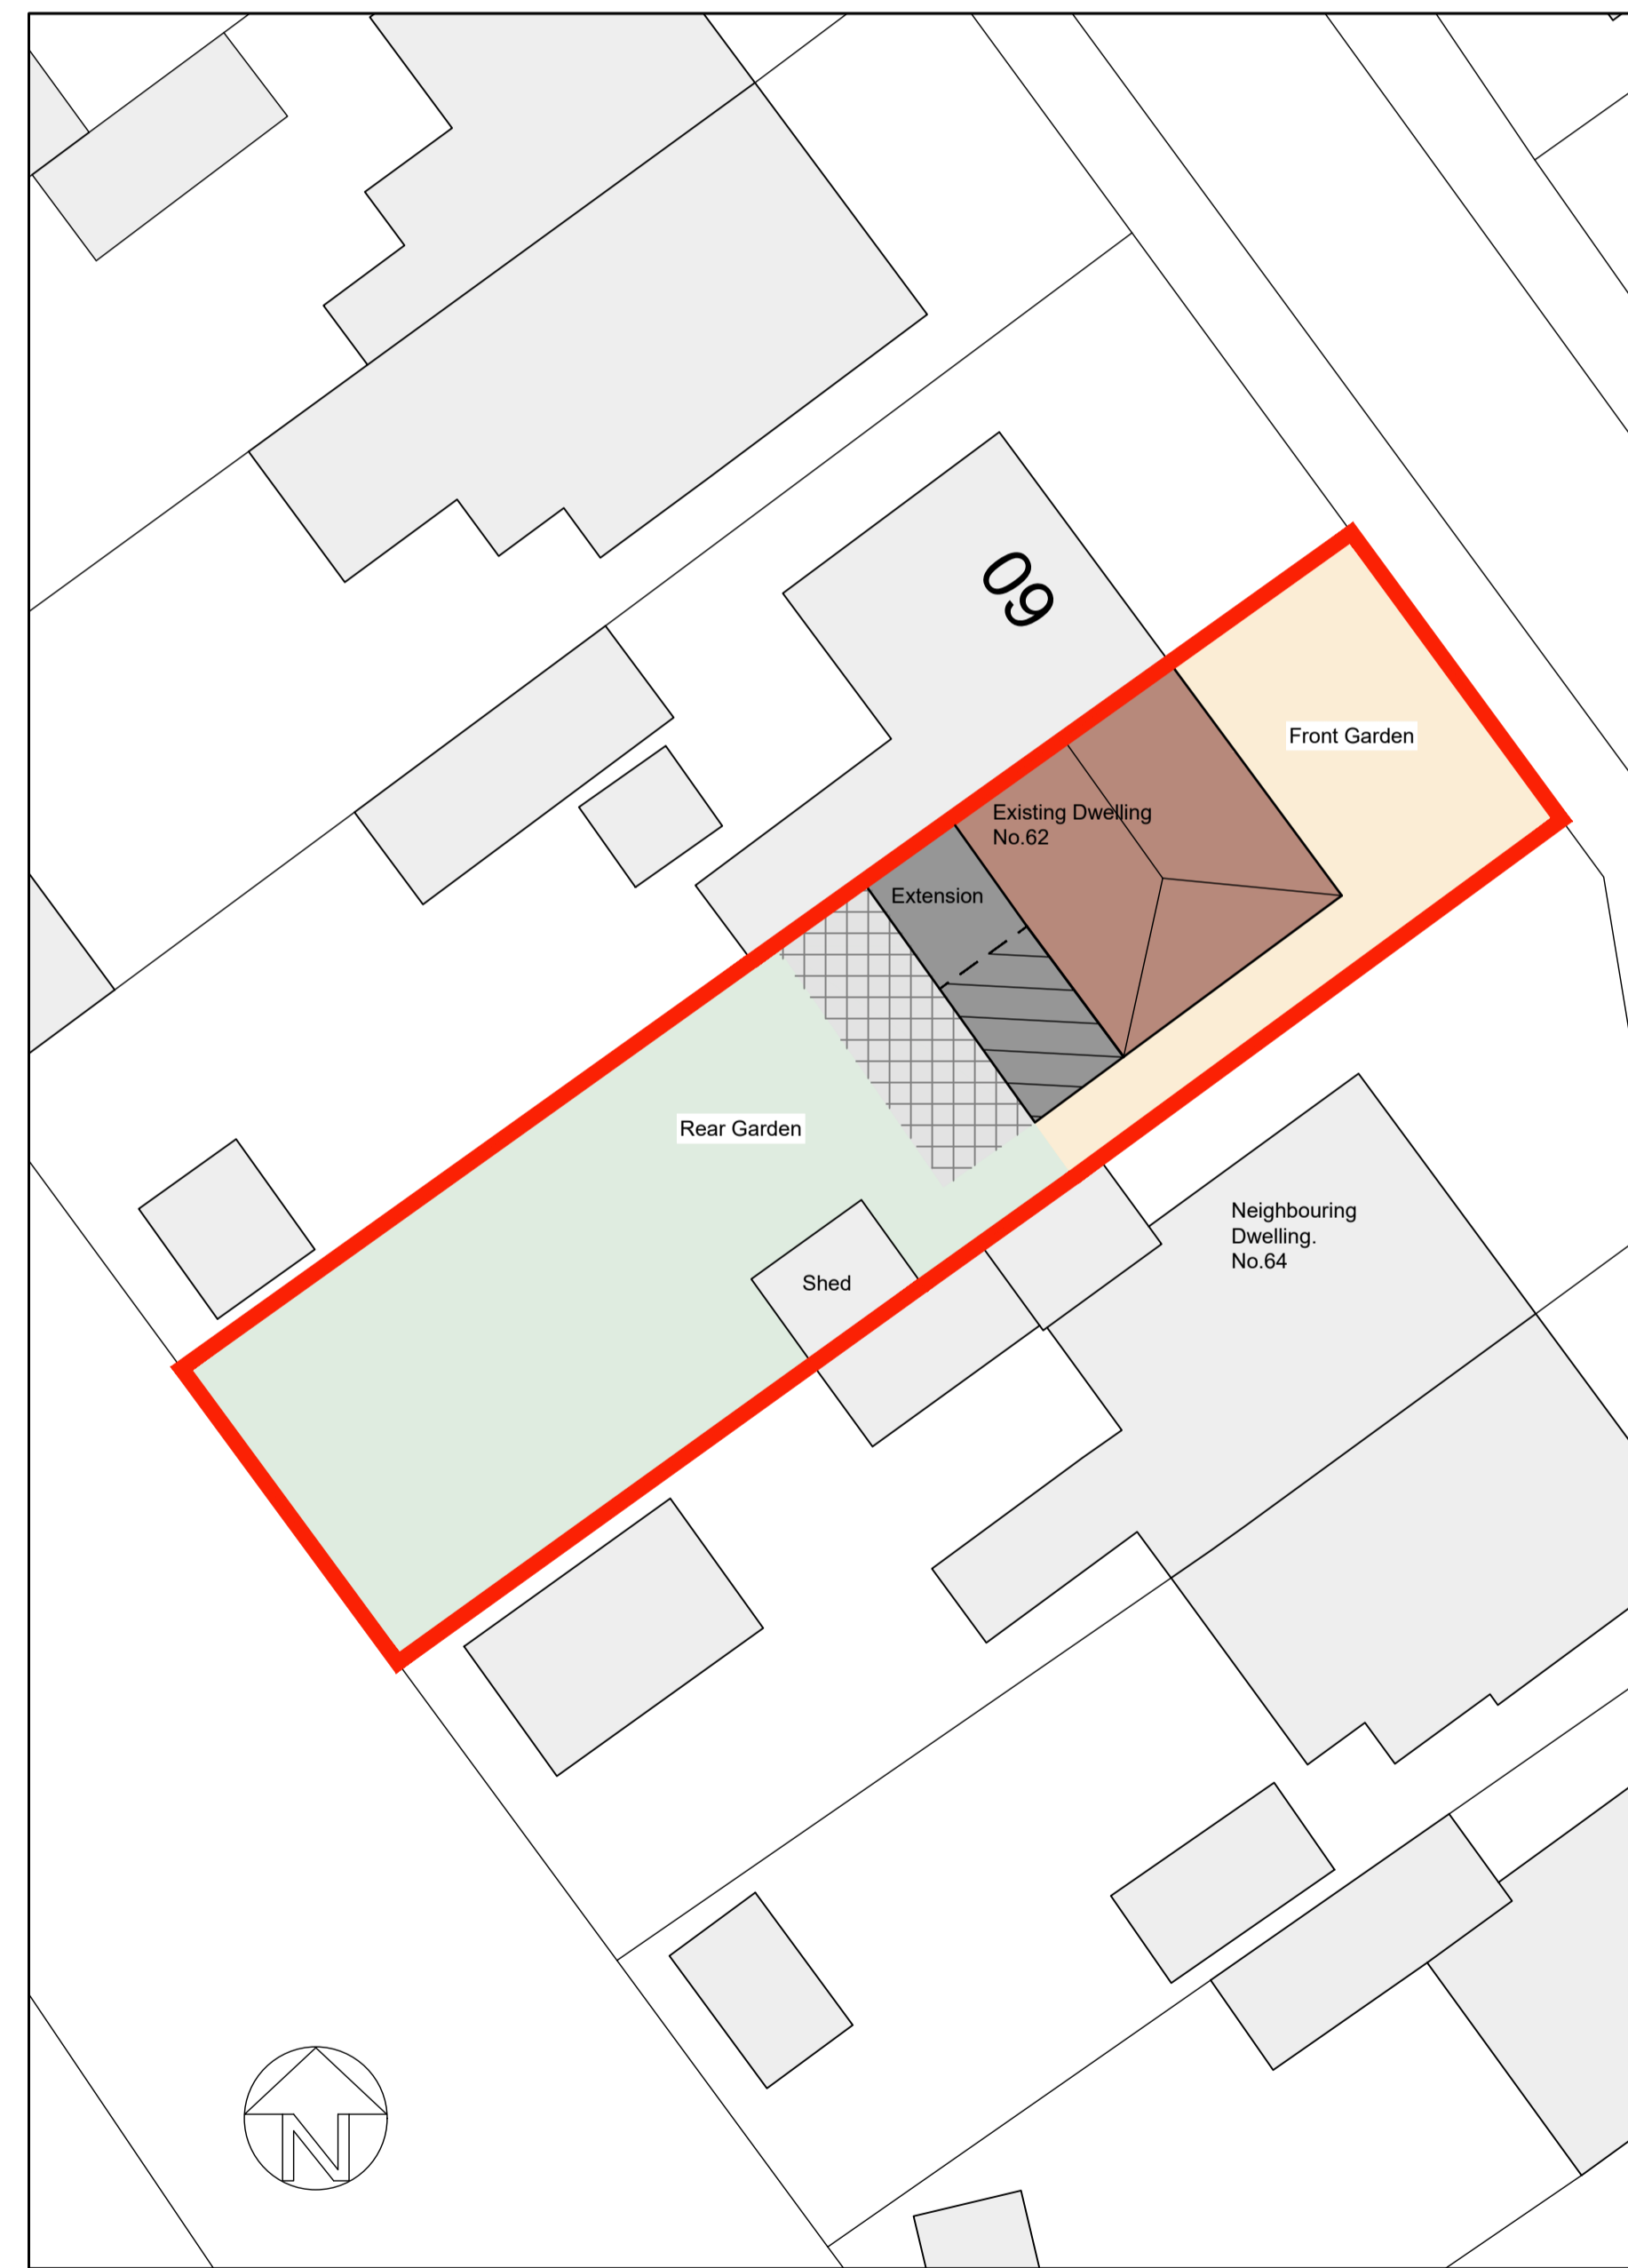 60
Front Garden
Existing Dwelling
No.62
Extension
Rear Garden
Neighbouring
Dwelling.
No.64
Shed
N